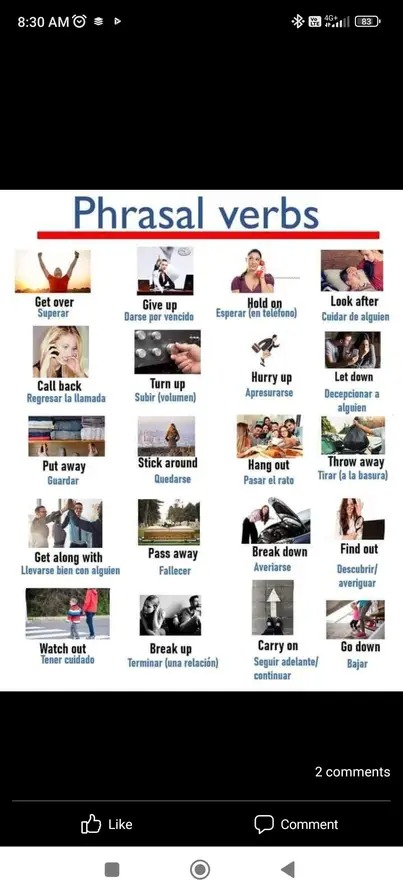 8:30 AM
Vo LTE 4G+ 83
Phrasal verbs
Get over
Superar
Give up
Darse por vencido
Hold on
Esperar (en teléfono)
Look after
Cuidar de alguien
Call back
Regresar la llamada
Turn up
Subir (volumen)
Hurry up
Apresurarse
Let down
Decepcionar a
alguien
Put away
Guardar
Stick around
Quedarse
Hang out
Pasar el rato
Throw away
Tirar (a la basura)
Get along with
Llevarse bien con alguien
Pass away
Fallecer
Break down
Averiarse
Find out
Descubrir/
averiguar
Watch out
Tener cuidado
Break up
Terminar (una relación)
Carry on
Seguir adelante/
continuar
Go down
Bajar
2 comments
Like
Comment